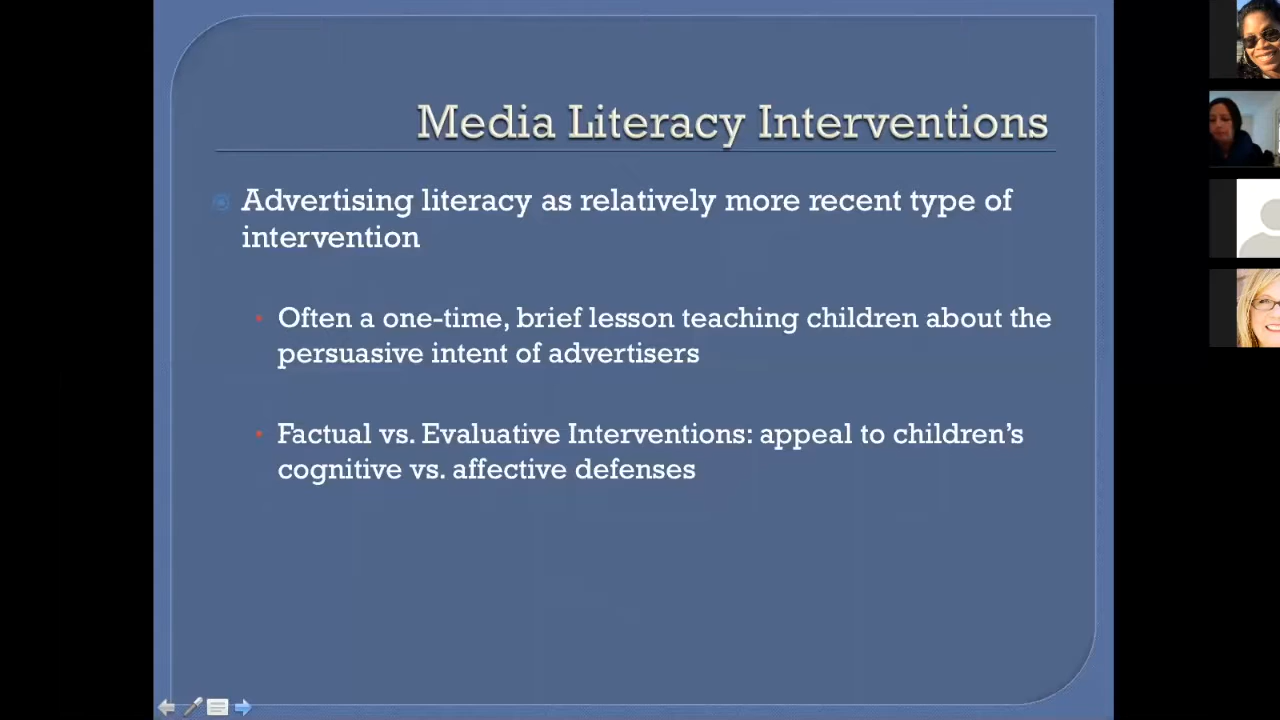 Media Literacy Interventions
Advertising literacy as relatively more recent type of
intervention
Often a one-time, brief lesson teaching children about the
persuasive intent of advertisers
Factual vs. Evaluative Interventions: appeal to children's
cognitive vs. affective defenses